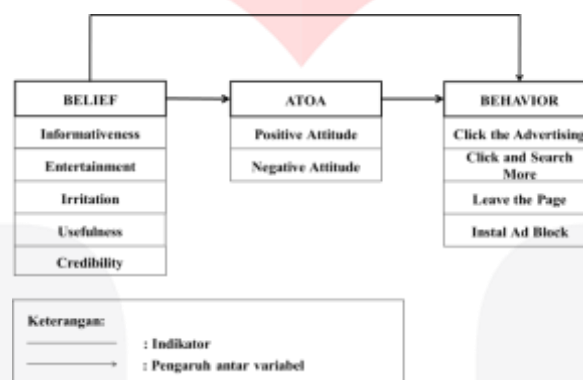 BELIEF
Informativeness
Entertainment
Irritation
Usefulness
Credibility
ATOA
Positive Attitude
Negative Attitude
BEHAVIOR
Click the Advertising
Click and Search
More
Leave the Page
Instal Ad Block
Keterangan:
: Indikator
: Pengaruh antar variabel